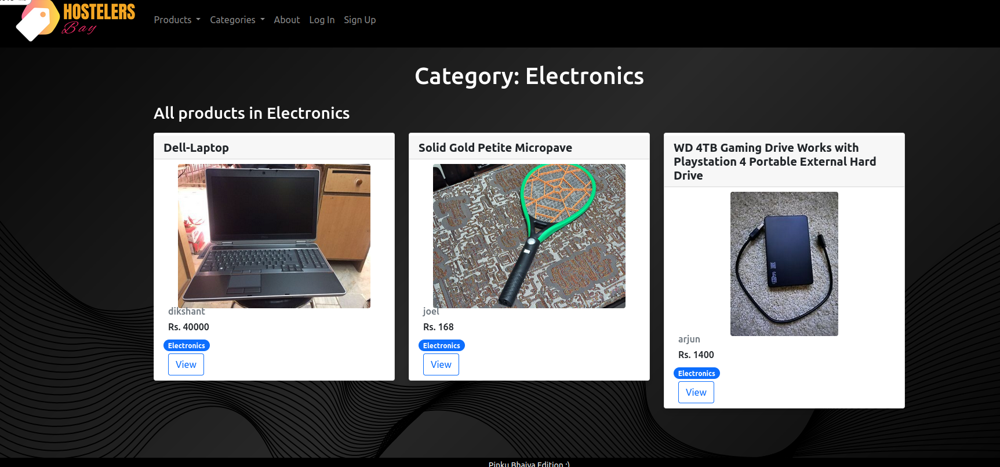 HOSTELERS
Bay
Products Categories About Log In Sign Up
Category: Electronics
All products in Electronics
Dell-Laptop
dikshant
Rs. 40000
Electronics
View
Solid Gold Petite Micropave
joel
Rs. 168
Electronics
View
WD 4TB Gaming Drive Works with
Playstation 4 Portable External Hard
Drive
arjun
Rs. 1400
Electronics
View
Pinku Bhaiya Edition :)